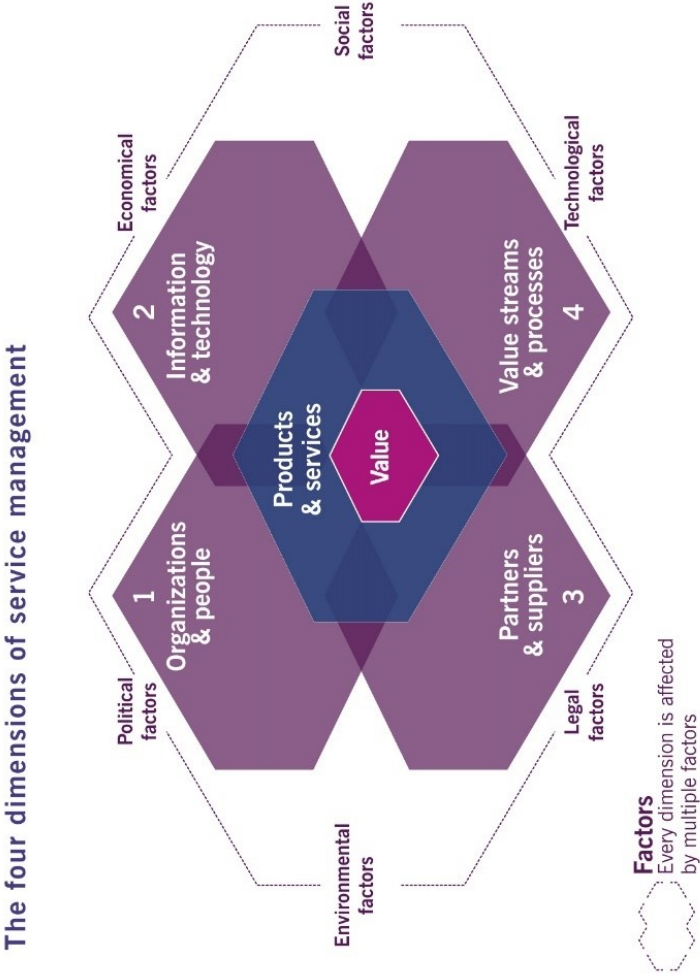 The four dimensions of service management
Political
factors
Economical
factors
1
Organizations
& people
2
Information
& technology
Environmental
factors
Products
& services
Value
Social
factors
Partners
& suppliers
3
Value streams
& processes
4
Legal
factors
Technological
factors
Factors
Every dimension is affected
by multiple factors